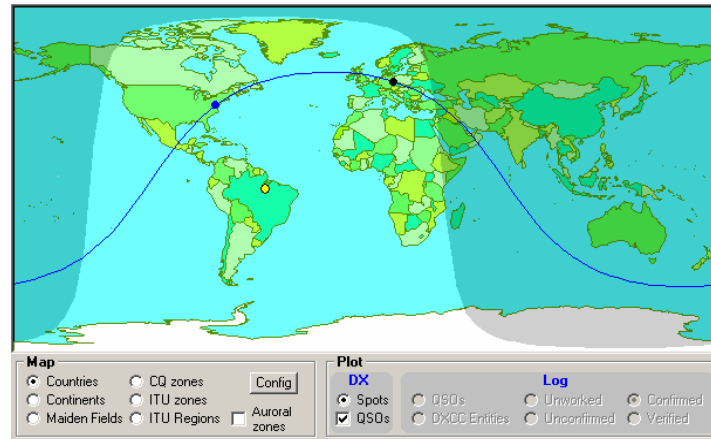 Map
Countries CQ zones Config
Continents ITU zones
Maiden Fields ITU Regions Auroral zones
Plot
DX Log
Spots QSOs Unworked Confirmed
QSOs DXCC Entities Unconfirmed Verified